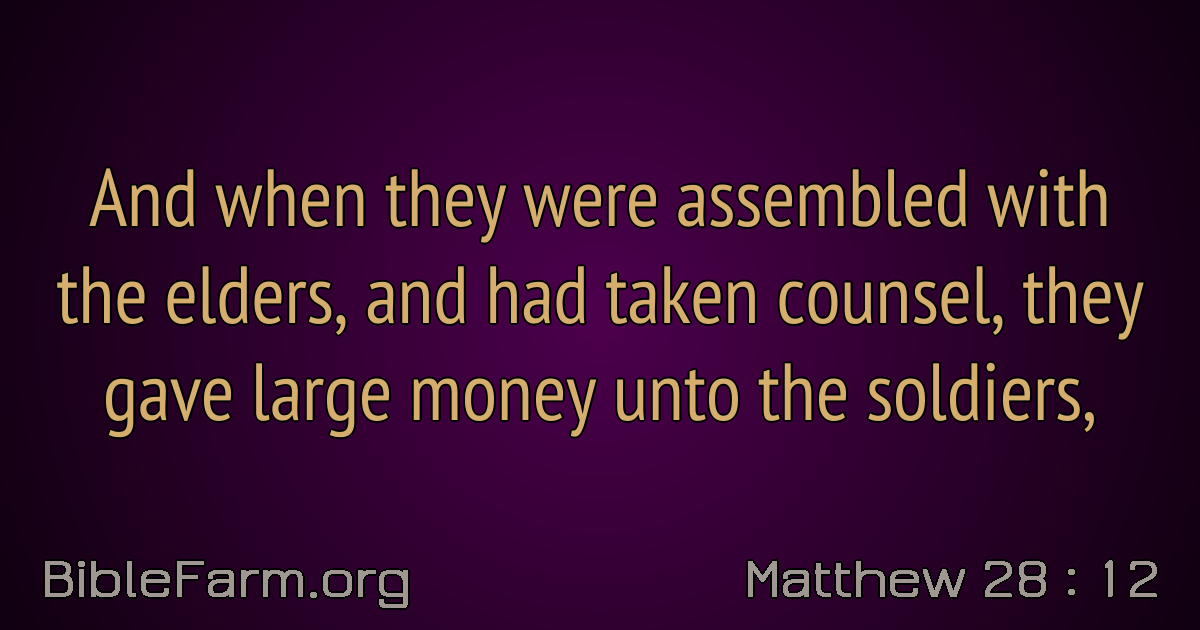 And when they were assembled with
the elders, and had taken counsel, they
gave large money unto the soldiers,
BibleFarm.org
Matthew 28 : 12